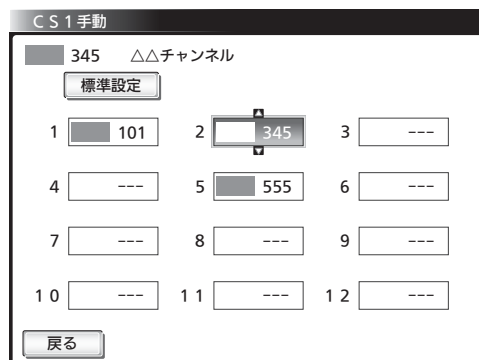 CS1手動
345 △△チャンネル
標準設定
1 101 2 345 3 ---
4 --- 5 555 6 ---
7 --- 8 --- 9 ---
10 --- 11 --- 12 ---
戻る